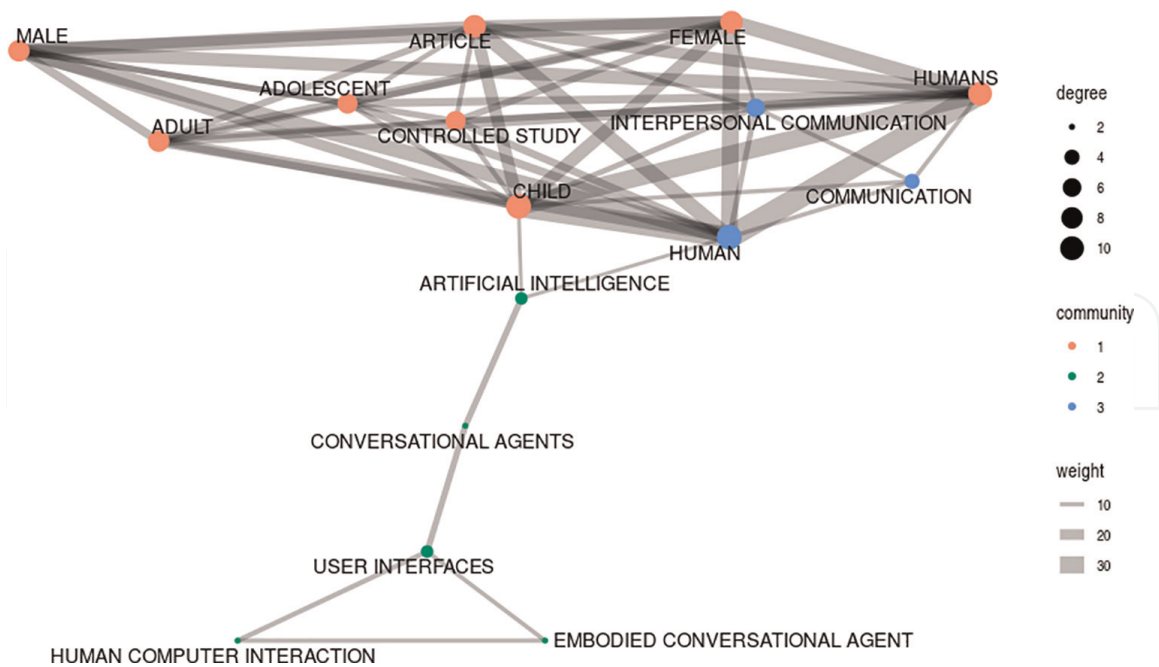 MALE
ARTICLE
FEMALE
HUMANS
ADOLESCENT
ADULT
CONTROLLED STUDY
INTERPERSONAL COMMUNICATION
CHILD
COMMUNICATION
HUMAN
ARTIFICIAL INTELLIGENCE
CONVERSATIONAL AGENTS
USER INTERFACES
HUMAN COMPUTER INTERACTION
EMBODIED CONVERSATIONAL AGENT
degree
2
4
6
8
10
community
1
2
3
weight
10
20
30